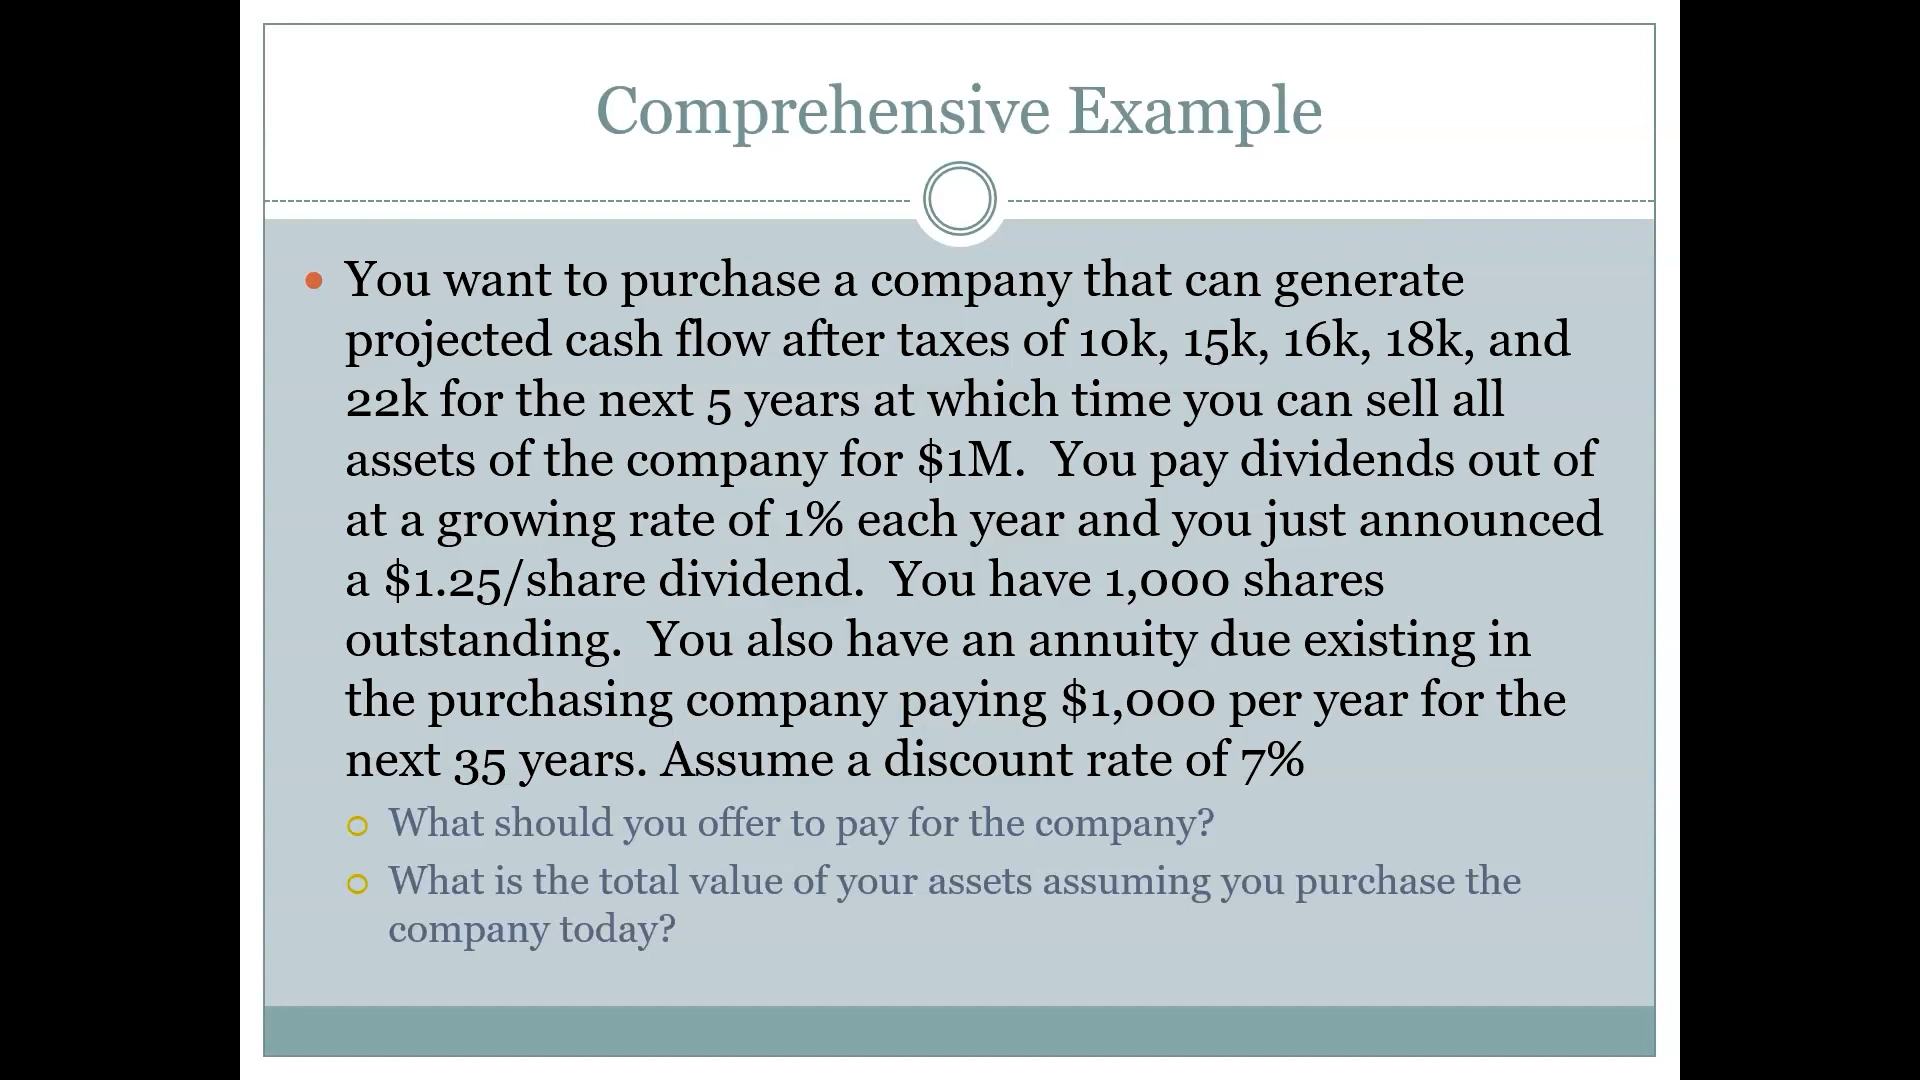 Comprehensive Example
You want to purchase a company that can generate
projected cash flow after taxes of 10k, 15k, 16k, 18k, and
22k for the next 5 years at which time you can sell all
assets of the company for $1M.  You pay dividends out of
at a growing rate of 1% each year and you just announced
a $1.25/share dividend.  You have 1,000 shares
outstanding.  You also have an annuity due existing in
the purchasing company paying $1,000 per year for the
next 35 years. Assume a discount rate of 7%
What should you offer to pay for the company?
What is the total value of your assets assuming you purchase the
company today?